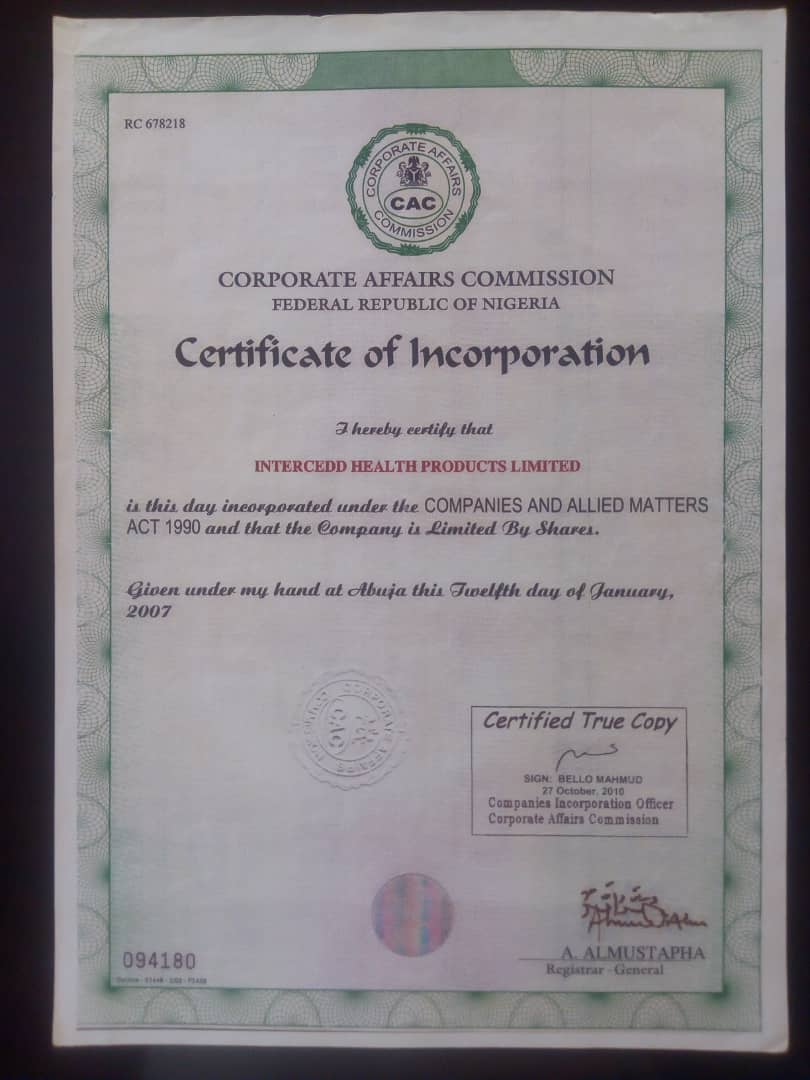 RC 678218
CORPORATE AFFAIRS
CAC
COMMISSION
CORPORATE AFFAIRS COMMISSION
FEDERAL REPUBLIC OF NIGERIA
Certificate of Incorporation
I hereby certify that
INTERCEDD HEALTH PRODUCTS LIMITED
is this day incorporated under the COMPANIES AND ALLIED MATTERS
ACT 1990 and that the Company is Limited By Shares.
Given under my hand at Abuja this Twelfth day of January,
2007
CORPORATE AFFAIRS
CAC
Certified True Copy
SIGN: BELLO MAHMUD
27 October, 2010
Companies Incorporation Officer
Corporate Affairs Commission
094180
A. ALMUSTAPHA
Registrar - General